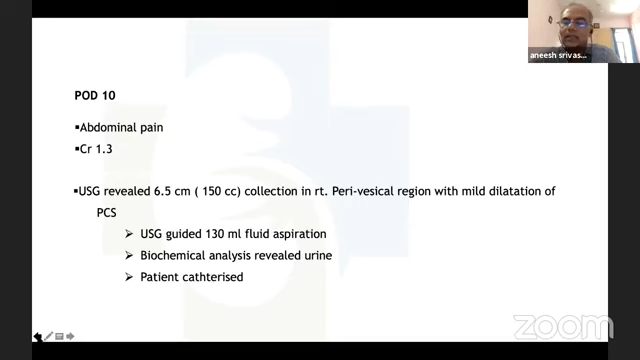 aneesh srivas...
POD 10
▪Abdominal pain
▪Cr 1.3
▪USG revealed 6.5 cm ( 150 cc) collection in rt. Peri-vesical region with mild dilatation of
PCS
➢ USG guided 130 ml fluid aspiration
➢ Biochemical analysis revealed urine
➢ Patient cathterised
zoom